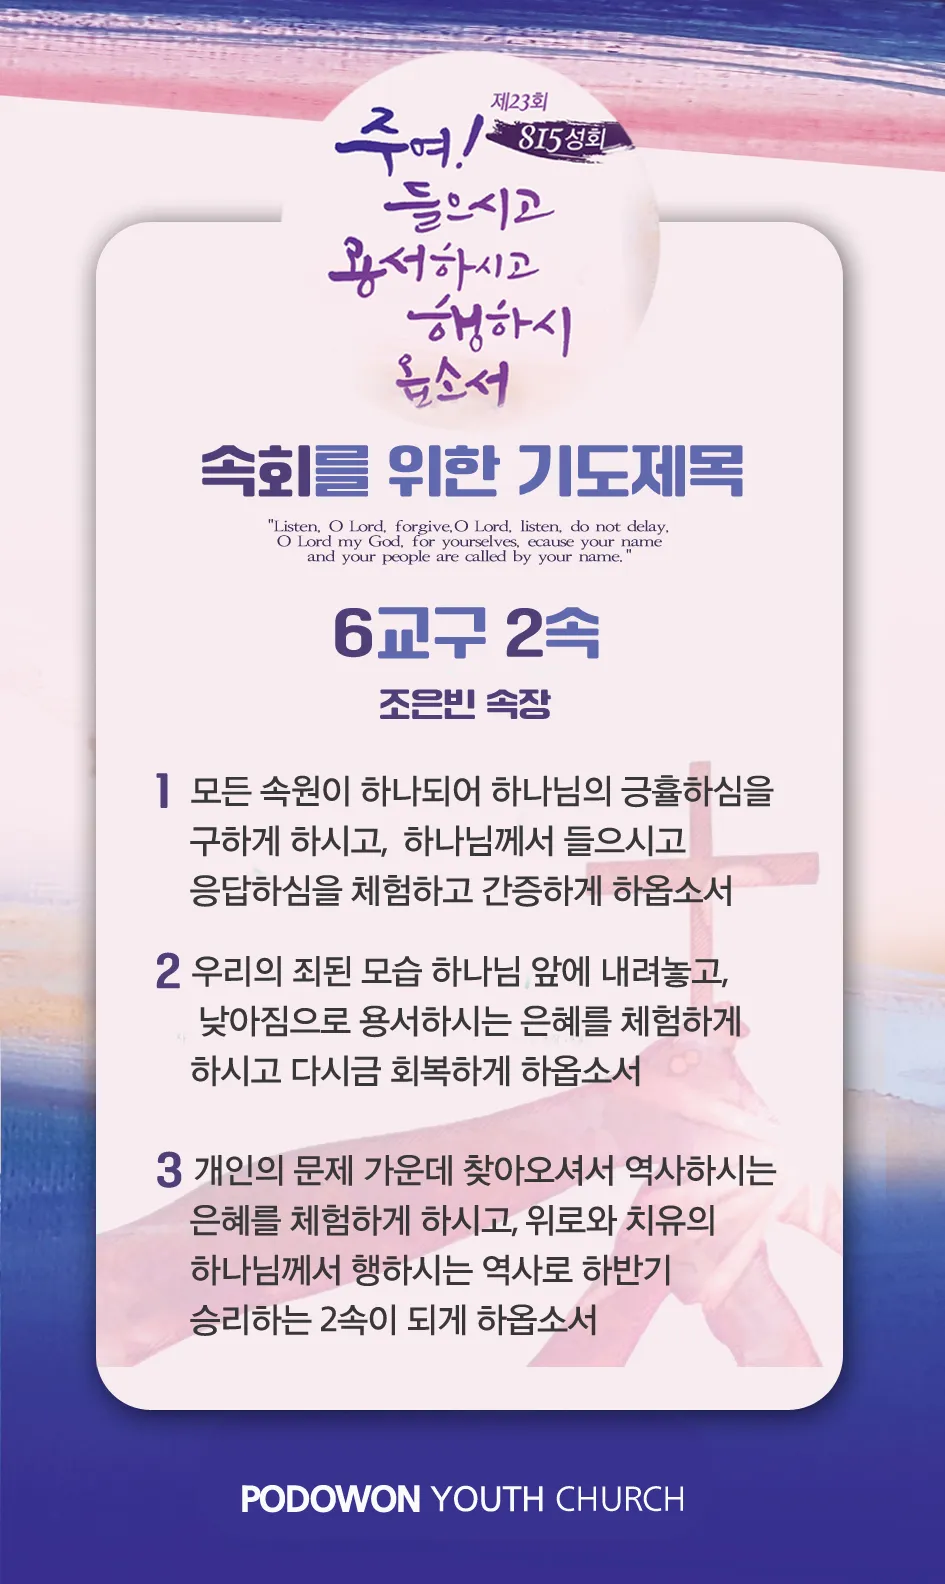 제23회
815성회
주여!
들으시고
용서하시고
행하시
옵소서
속회를 위한 기도제목
"Listen, O Lord, forgive,O Lord, listen, do not delay,
O Lord my God, for yourselves, ecause your name
and your people are called by your name."
6교구 2속
조은빈 속장
1 모든 속원이 하나되어 하나님의 긍휼하심을
구하게 하시고, 하나님께서 들으시고
응답하심을 체험하고 간증하게 하옵소서
2 우리의 죄된 모습 하나님 앞에 내려놓고,
낮아짐으로 용서하시는 은혜를 체험하게
하시고 다시금 회복하게 하옵소서
3 개인의 문제 가운데 찾아오셔서 역사하시는
은혜를 체험하게 하시고, 위로와 치유의
하나님께서 행하시는 역사로 하반기
승리하는 2속이 되게 하옵소서
PODOWON YOUTH CHURCH